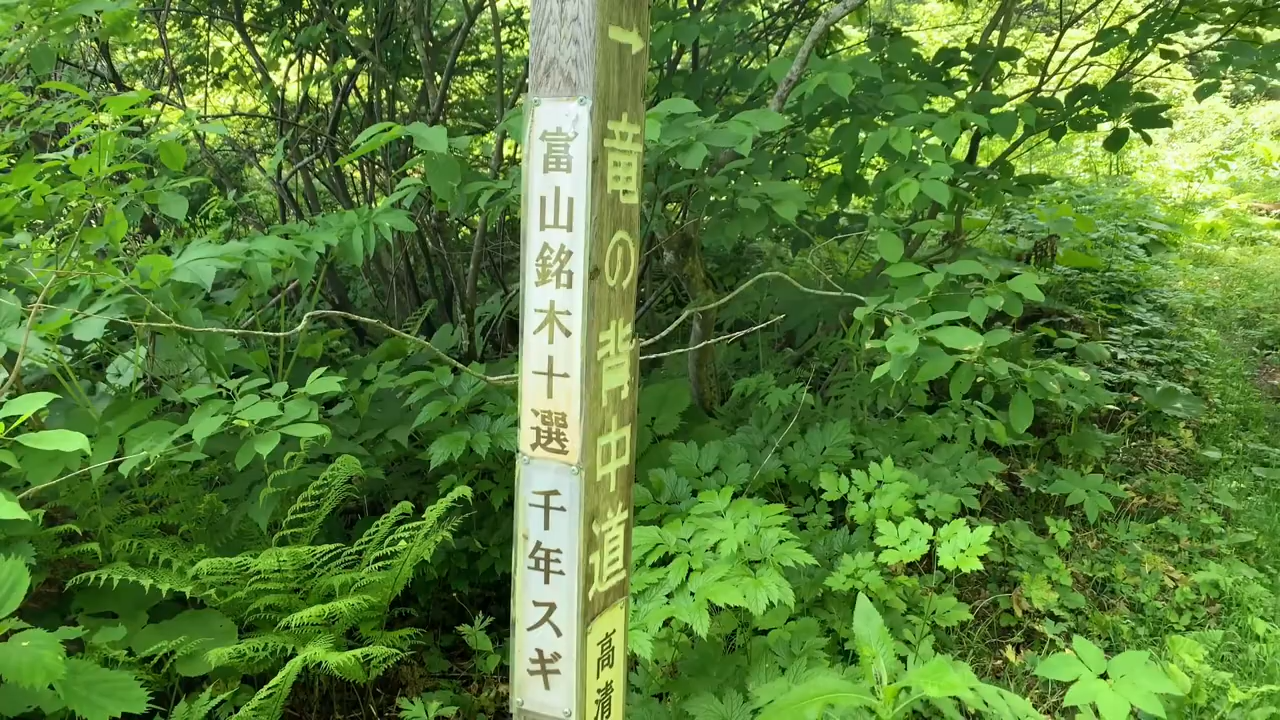 富山銘木十選
千年スギ
→竜の背中道
高清